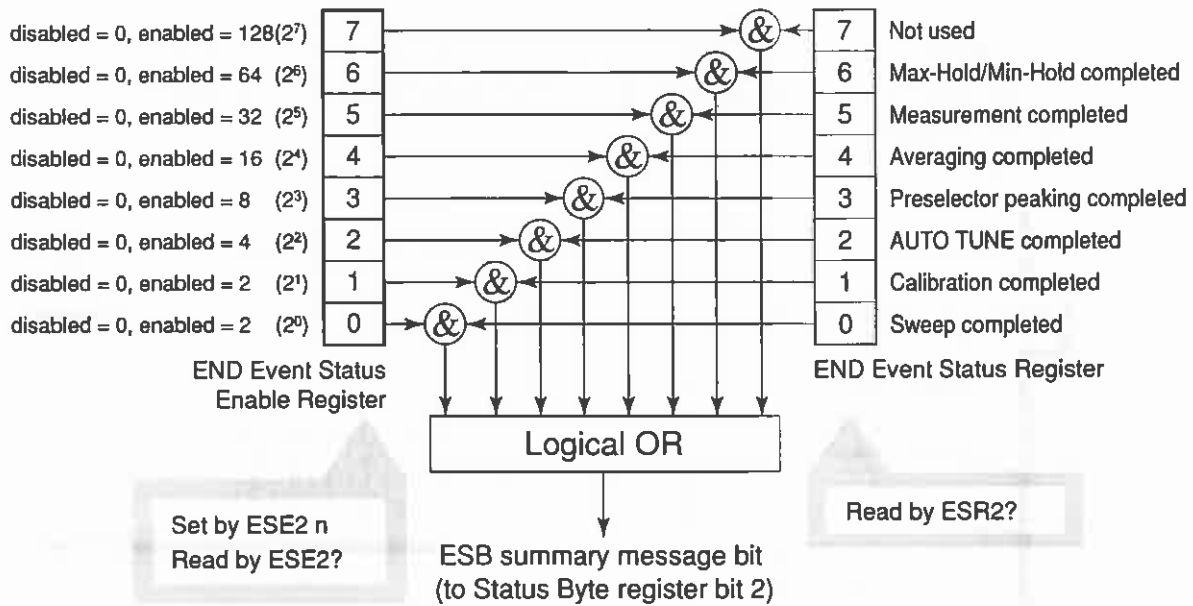 disabled = 0, enabled = 128(2⁷) 7 & 7 Not used
disabled = 0, enabled = 64 (2⁶) 6 & 6 Max-Hold/Min-Hold completed
disabled = 0, enabled = 32 (2⁵) 5 & 5 Measurement completed
disabled = 0, enabled = 16 (2⁴) 4 & 4 Averaging completed
disabled = 0, enabled = 8 (2³) 3 & 3 Preselector peaking completed
disabled = 0, enabled = 4 (2²) 2 & 2 AUTO TUNE completed
disabled = 0, enabled = 2 (2¹) 1 & 1 Calibration completed
disabled = 0, enabled = 2 (2⁰) 0 & 0 Sweep completed
END Event Status
Enable Register
END Event Status Register
Logical OR
Set by ESE2 n
Read by ESE2?
Read by ESR2?
ESB summary message bit
(to Status Byte register bit 2)